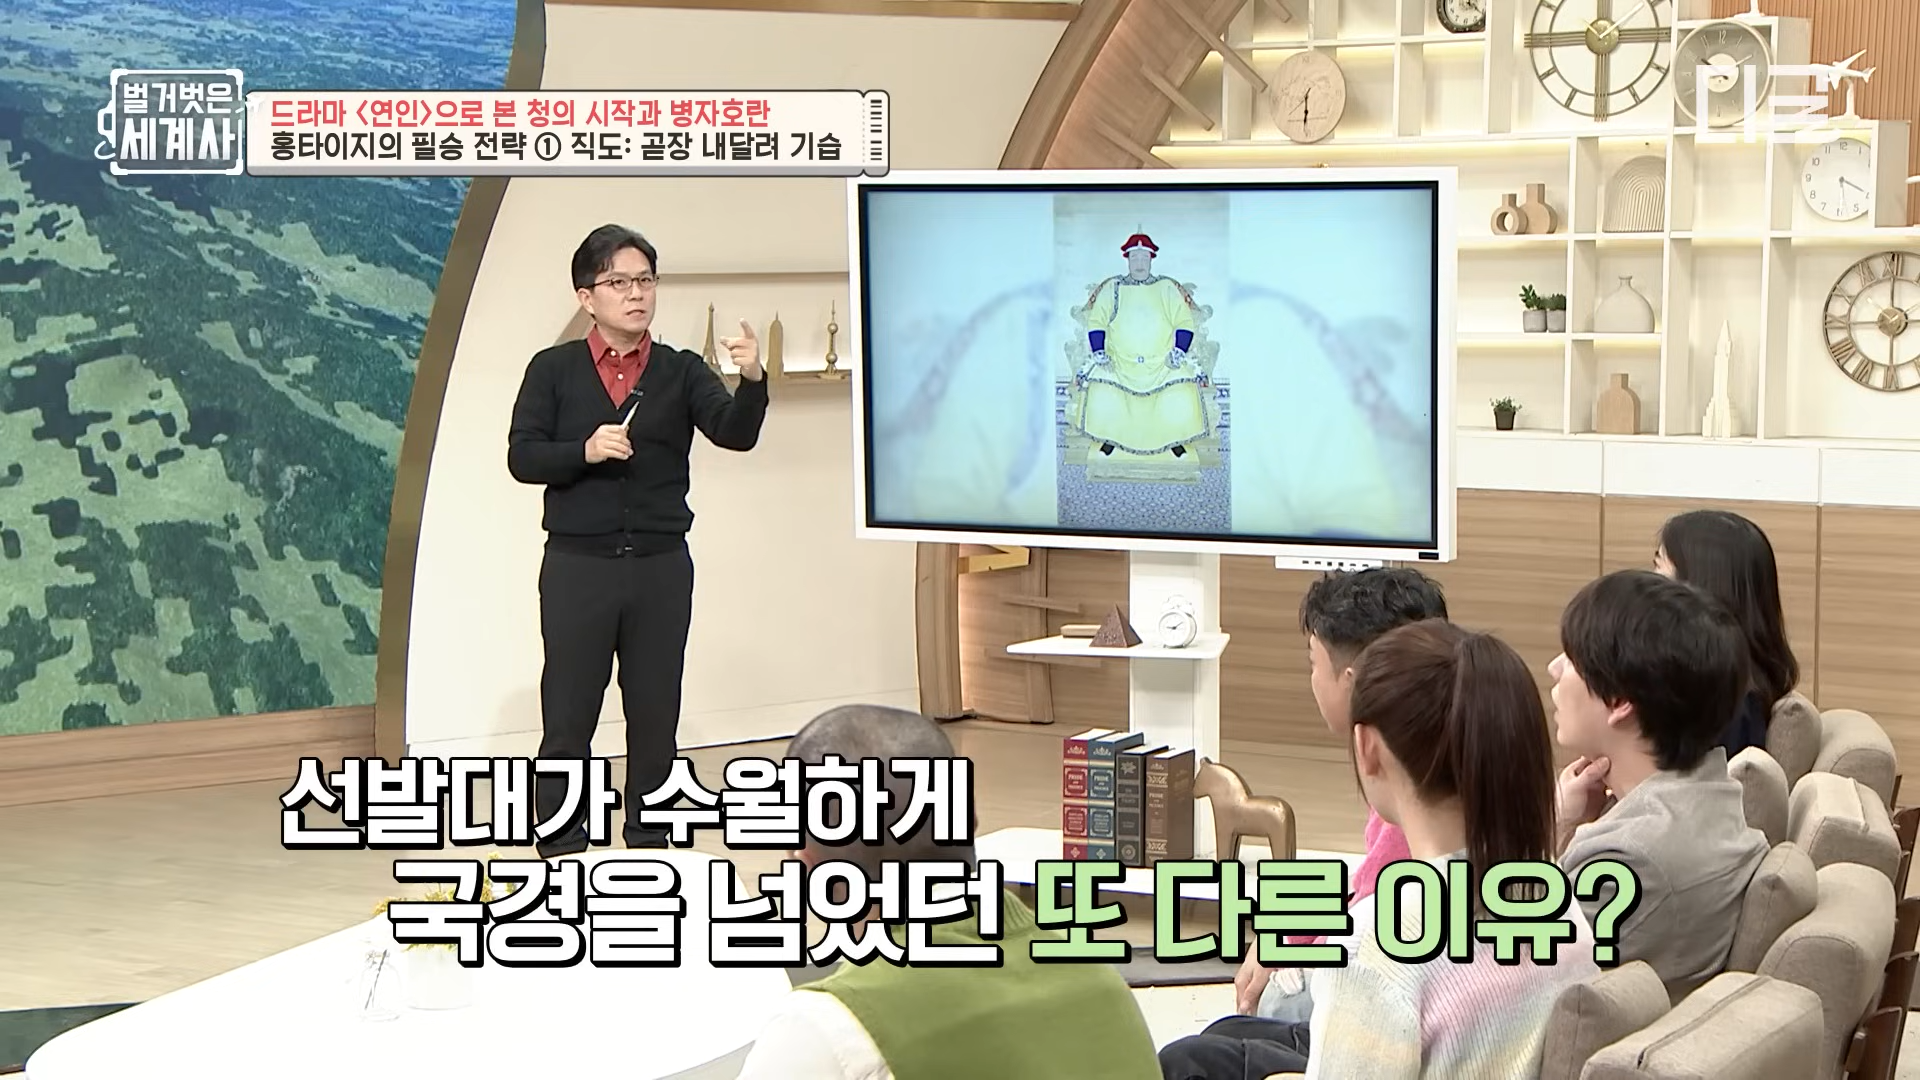 벌거벗은
세계사
드라마 <연인>으로 본 청의 시작과 병자호란
홍타이지의 필승 전략 ① 직도: 곧장 내달려 기습
디글
선발대가 수월하게
국경을 넘었던 또 다른 이유?